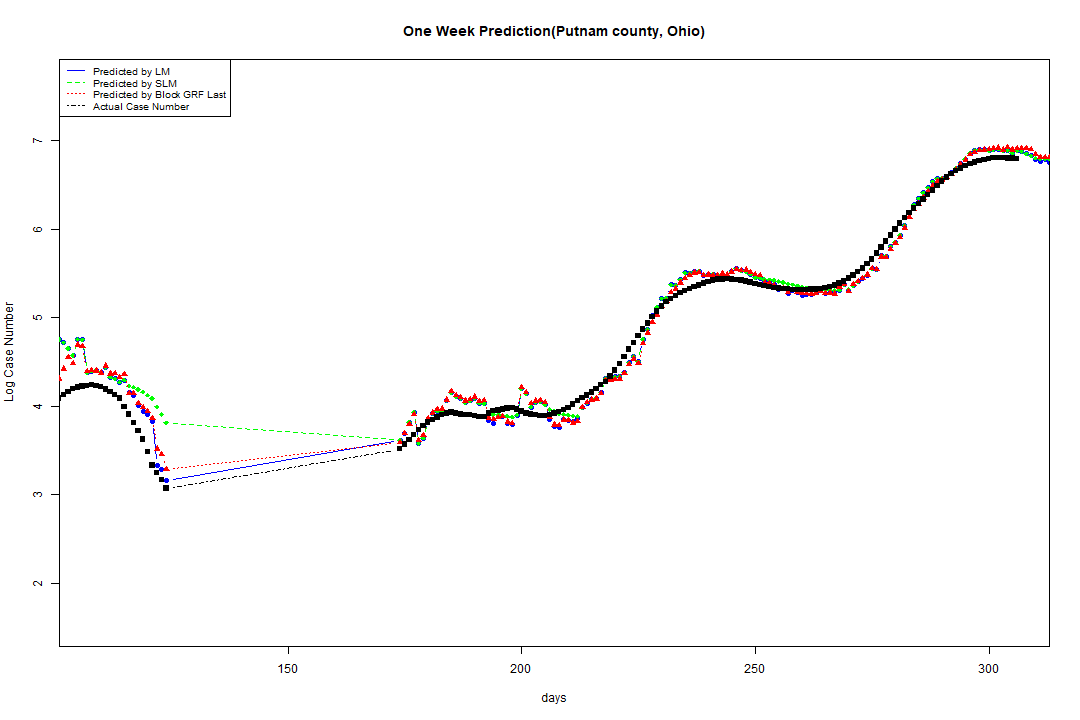 One Week Prediction(Putnam county, Ohio)
Predicted by LM
Predicted by SLM
Predicted by Block GRF Last
Actual Case Number
7
6
5
4
3
2
Log Case Number
150 200 250 300
days